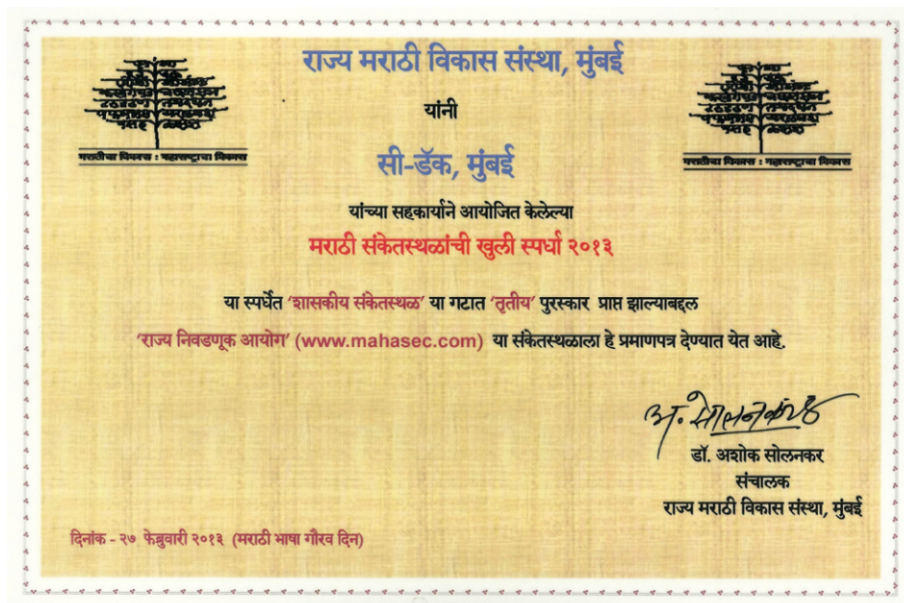 राज्य मराठी विकास संस्था, मुंबई
यांनी
सी-डॅक, मुंबई
मराठीचा विकास : महाराष्ट्राचा विकास
मराठीचा विकास : महाराष्ट्राचा विकास
यांच्या सहकार्याने आयोजित केलेल्या
मराठी संकेतस्थळांची खुली स्पर्धा २०१३
या स्पर्धेत 'शासकीय संकेतस्थळ' या गटात 'तृतीय' पुरस्कार प्राप्त झाल्याबद्दल
'राज्य निवडणूक आयोग' (www.mahasec.com) या संकेतस्थळाला हे प्रमाणपत्र देण्यात येत आहे.
अ. सोलनकर
डॉ. अशोक सोलनकर
संचालक
राज्य मराठी विकास संस्था, मुंबई
दिनांक - २७ फेब्रुवारी २०१३ (मराठी भाषा गौरव दिन)